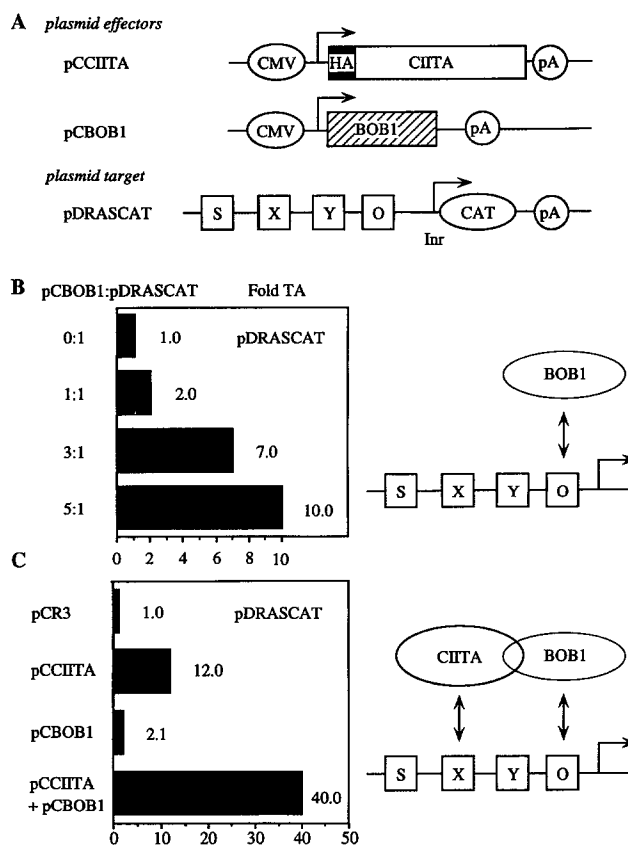 A plasmid effectors
pCCIITA CMV HA CIITA pA
pCBOB1 CMV BOB1 pA
plasmid target
pDRASCAT S X Y O CAT pA
Inr
B pCBOB1:pDRASCAT Fold TA
0:1 1.0 pDRASCAT
BOB1
1:1 2.0
3:1 7.0
S X Y O
5:1 10.0
0 2 4 6 8 10
C
pCR3 1.0 pDRASCAT
CIITA BOB1
pCCIITA 12.0
pCBOB1 2.1
S X Y O
pCCIITA
+ pCBOB1 40.0
0 10 20 30 40 50